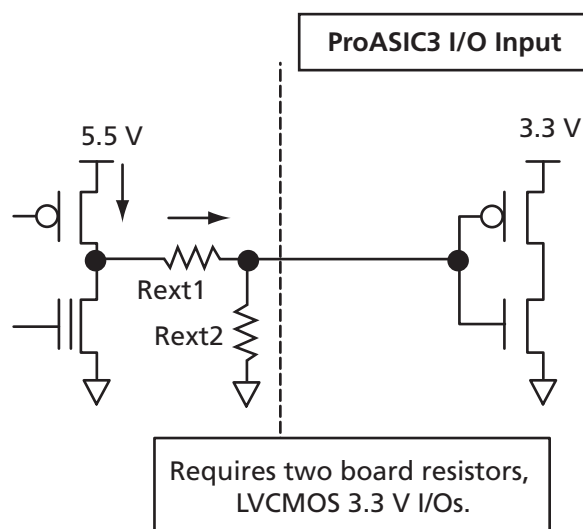 ProASIC3 I/O Input
5.5 V
3.3 V
Rext1
Rext2
Requires two board resistors,
LVCMOS 3.3 V I/Os.